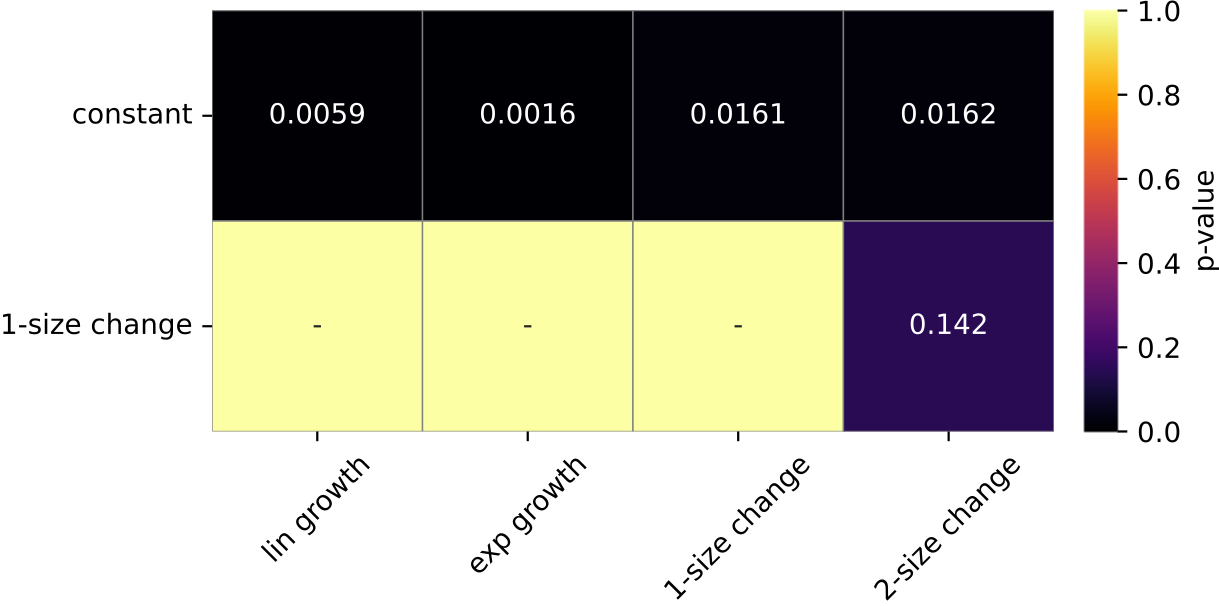 constant
0.0059 0.0016 0.0161 0.0162
1-size change
- - - 0.142
lin growth
exp growth
1-size change
2-size change
1.0
0.8
0.6
0.4
0.2
0.0
p-value